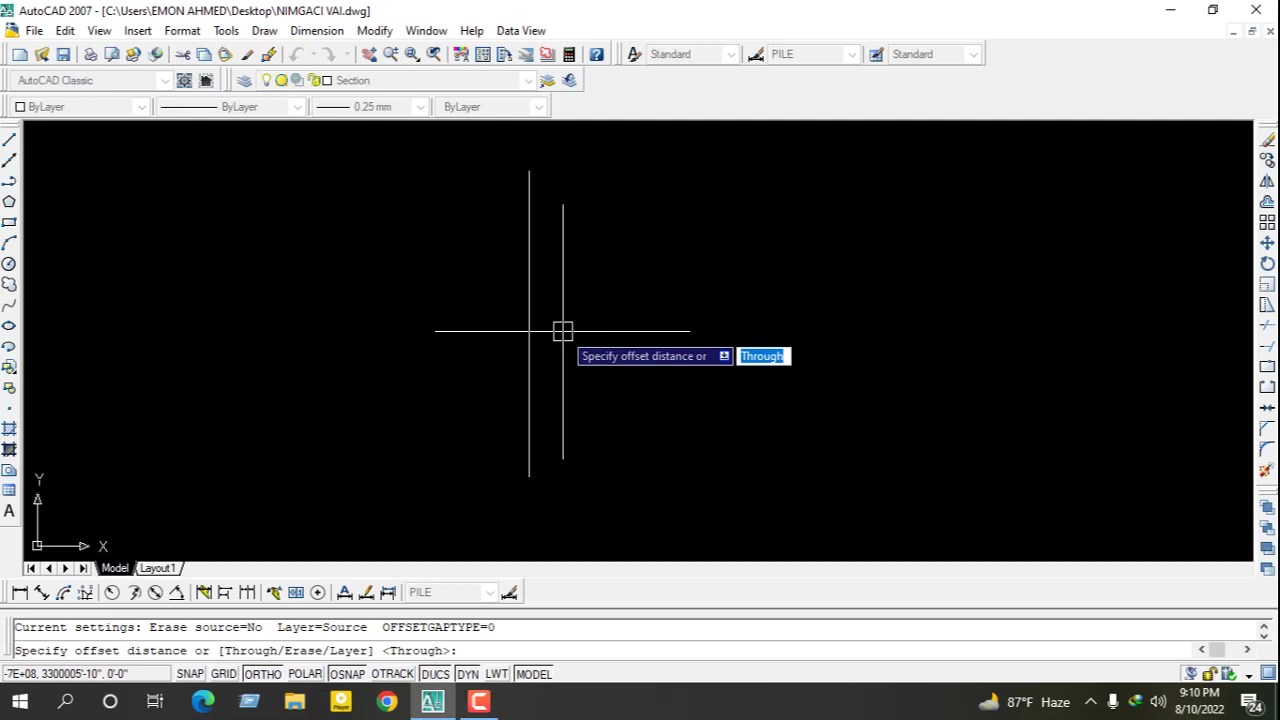 AutoCAD 2007 - [C:\Users\EMON AHMED\Desktop\NIMGACI VAI.dwg]
File Edit View Insert Format Tools Draw Dimension Modify Window Help Data View
Standard PILE Standard
AutoCAD Classic Section
ByLayer ByLayer 0.25 mm ByLayer
Specify offset distance or Through
Y
X
A
Model Layout1
PILE
Current settings: Erase source=No Layer=Source OFFSETGAPTYPE=0
Specify offset distance or [Through/Erase/Layer] <Through>:
-7E+08, 3300005'-10", 0'-0" SNAP GRID ORTHO POLAR OSNAP OTRACK DUCS DYN LWT MODEL
Player 87°F Haze 9:10 PM
8/10/2022 24